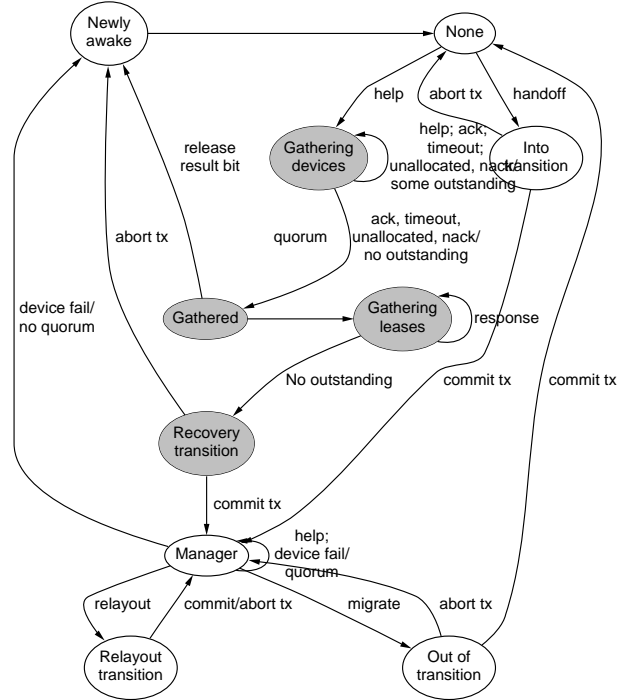 Newly
awake
None
help
abort tx
handoff
Gathering
devices
help; ack,
timeout;
unallocated, nack/
some outstanding
Into
transition
release
result bit
abort tx
quorum
ack, timeout,
unallocated, nack/
no outstanding
device fail/
no quorum
Gathered
Gathering
leases
response
No outstanding
commit tx
commit tx
Recovery
transition
commit tx
Manager
help;
device fail/
quorum
relayout
commit/abort tx
migrate
abort tx
Relayout
transition
Out of
transition